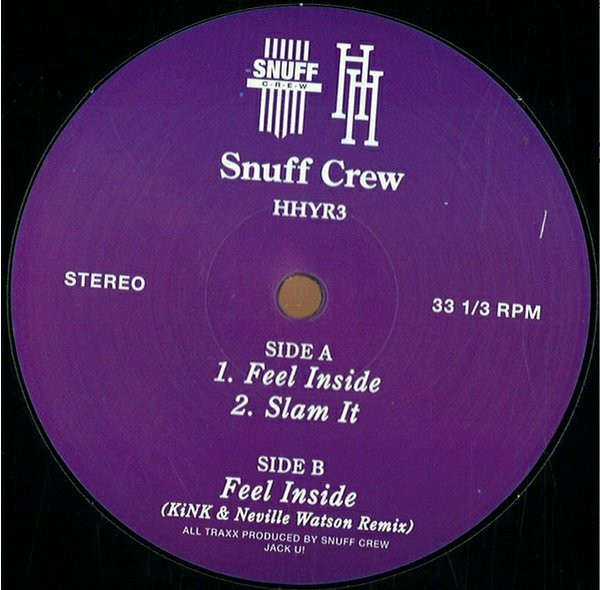 SNUFF
C·R·E·W
HH
Snuff Crew
HHYR3
STEREO
33 1/3 RPM
SIDE A
1. Feel Inside
2. Slam It
SIDE B
Feel Inside
(KiNK & Neville Watson Remix)
ALL TRAXX PRODUCED BY SNUFF CREW
JACK U!